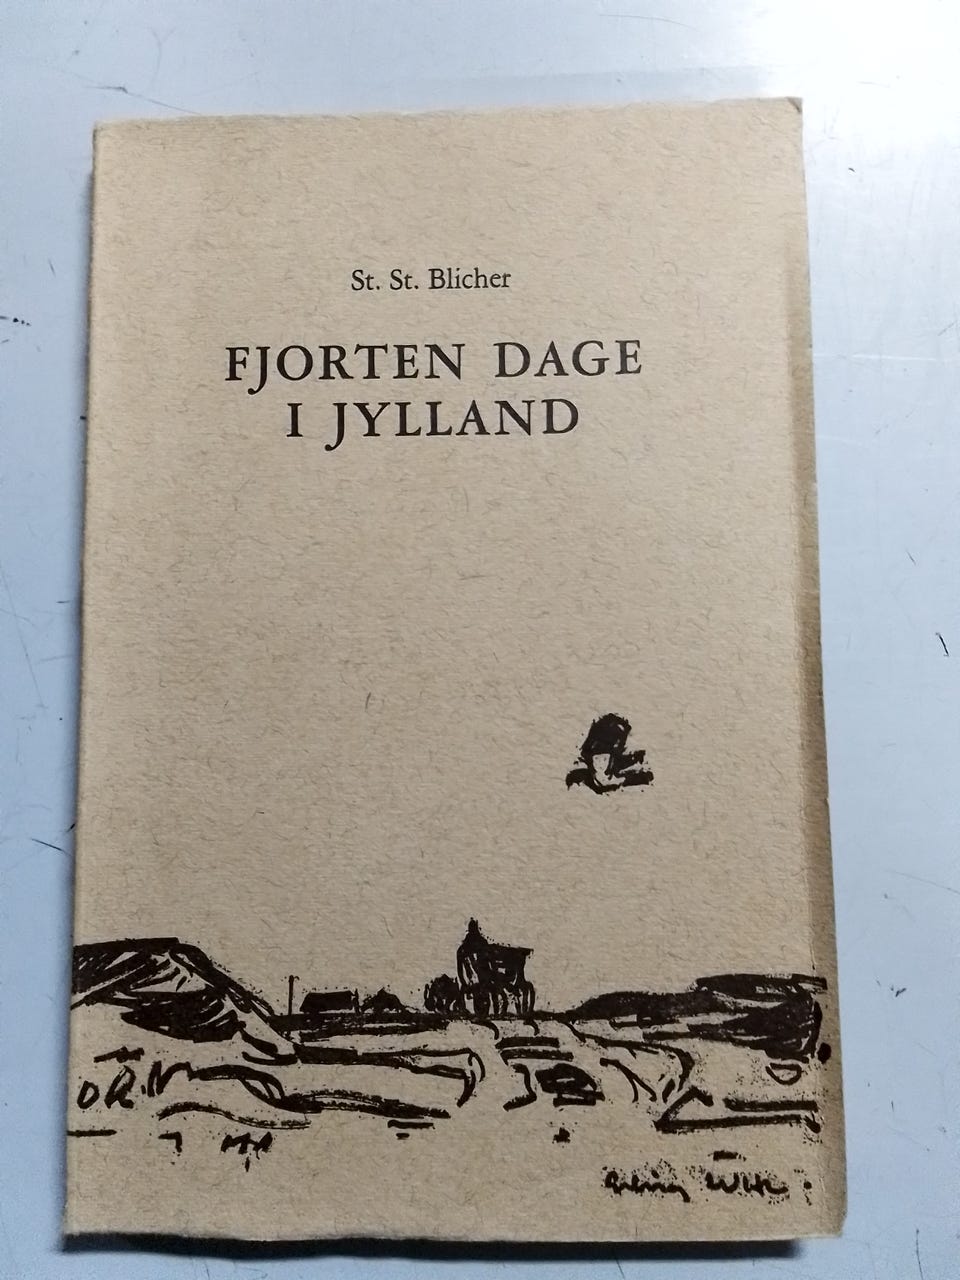 St. St. Blicher
FJORTEN DAGE
I JYLLAND